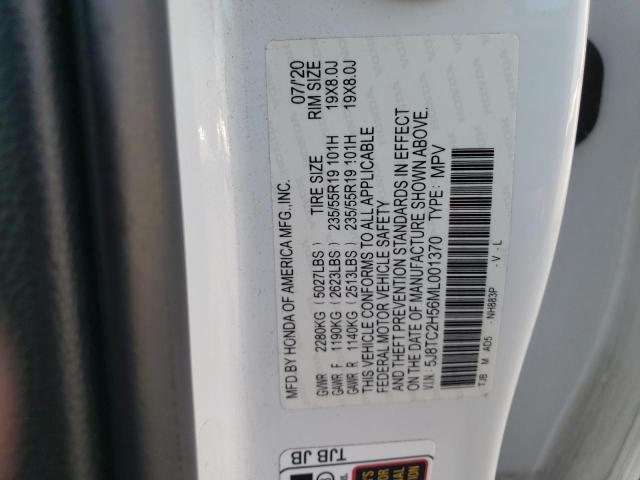 MFD BY HONDA OF AMERICA MFG., INC. 07/'20
GVWR 2280KG (5027LBS) TIRE SIZE RIM SIZE
GAWR F 1190KG (2623LBS) 235/55R19 101H 19X8.0J
GAWR R 1140KG (2513LBS) 235/55R19 101H 19X8.0J
THIS VEHICLE CONFORMS TO ALL APPLICABLE
FEDERAL MOTOR VEHICLE SAFETY
AND THEFT PREVENTION STANDARDS IN EFFECT
ON THE DATE OF MANUFACTURE SHOWN ABOVE.
V.I.N.: 5J8TC2H56ML001370 TYPE: MPV
TJB M AD5 -NH883P -V-L
TJB JB